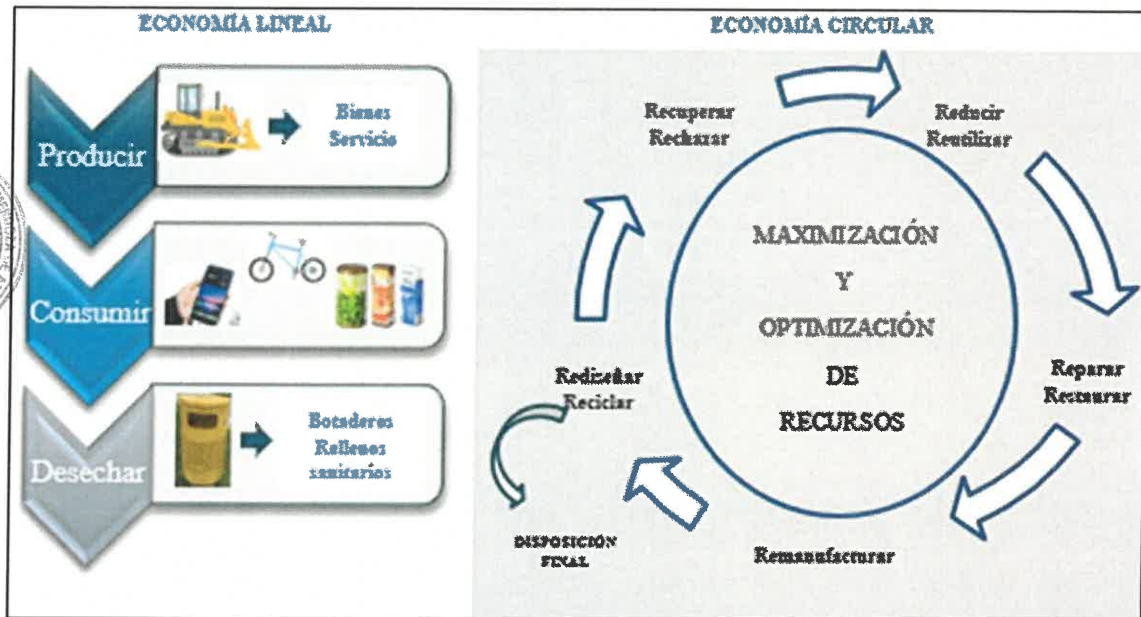 ECONOMÍA LINEAL
Producir
Bienes
Servicio
Consumir
Desechar
Botaderos
Rellenos
sanitarios
ECONOMÍA CIRCULAR
Recuperar
Rechazar
Reducir
Reutilizar
Reparar
Restaurar
Remanufacturar
Rediseñar
Reciclar
DISPOSICIÓN
FINAL
MAXIMIZACIÓN
Y
OPTIMIZACIÓN
DE
RECURSOS